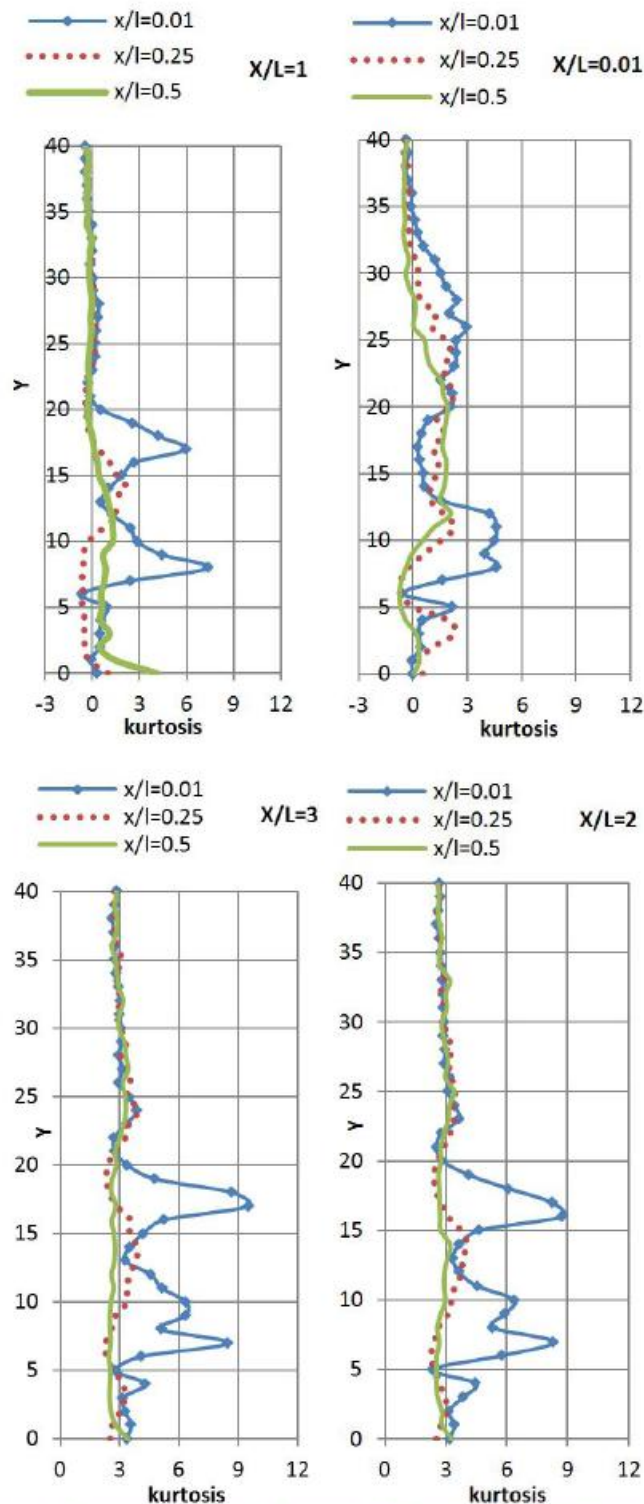 x/l=0.01
x/l=0.25
X/L=1
x/l=0.5
40
35
30
25
Y
20
15
10
5
0
-3 0 3 6 9 12
kurtosis
x/l=0.01
x/l=0.25
X/L=0.01
x/l=0.5
40
35
30
25
Y
20
15
10
5
0
-3 0 3 6 9 12
kurtosis
x/l=0.01
x/l=0.25
X/L=3
x/l=0.5
40
35
30
25
Y
20
15
10
5
0
0 3 6 9 12
kurtosis
x/l=0.01
x/l=0.25
X/L=2
x/l=0.5
40
35
30
25
Y
20
15
10
5
0
0 3 6 9 12
kurtosis